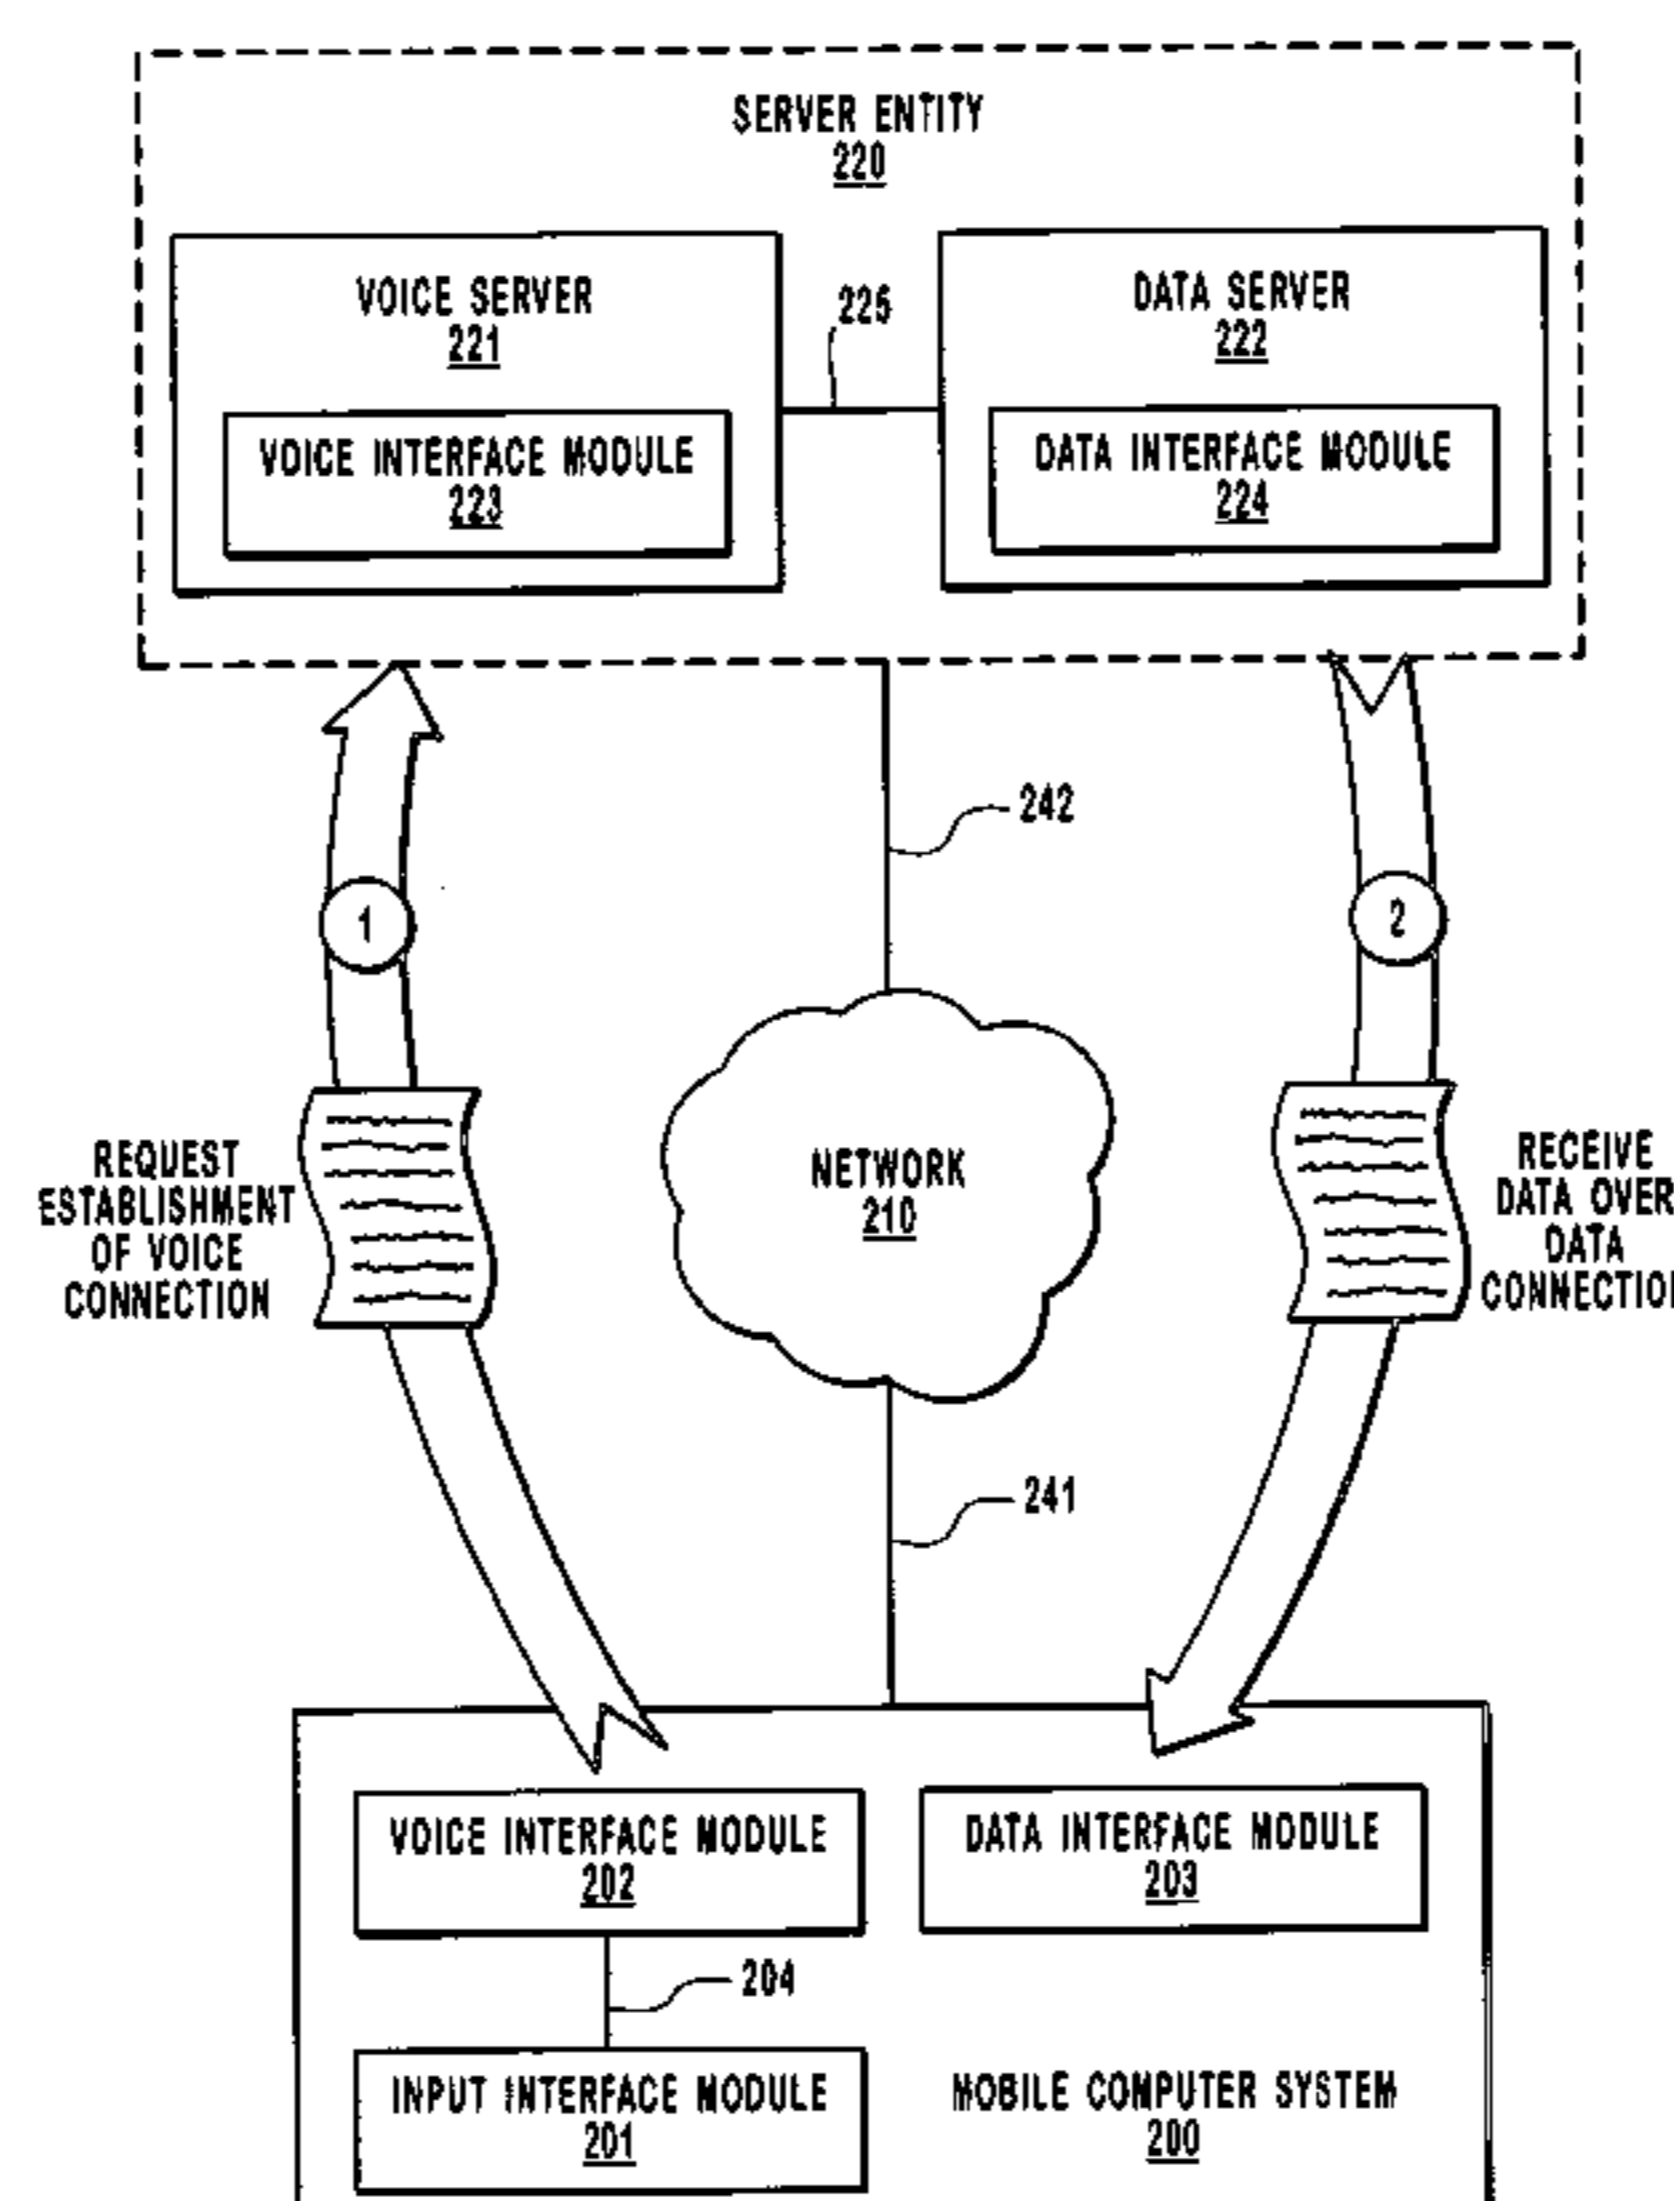 SERVER ENTITY
220
VOICE SERVER
221
225
DATA SERVER
222
VOICE INTERFACE MODULE
223
DATA INTERFACE MODULE
224
242
1
2
REQUEST
ESTABLISHMENT
OF VOICE
CONNECTION
NETWORK
210
RECEIVE
DATA OVER
DATA
CONNECTIO
241
VOICE INTERFACE MODULE
202
DATA INTERFACE MODULE
203
204
INPUT INTERFACE MODULE
201
MOBILE COMPUTER SYSTEM
200